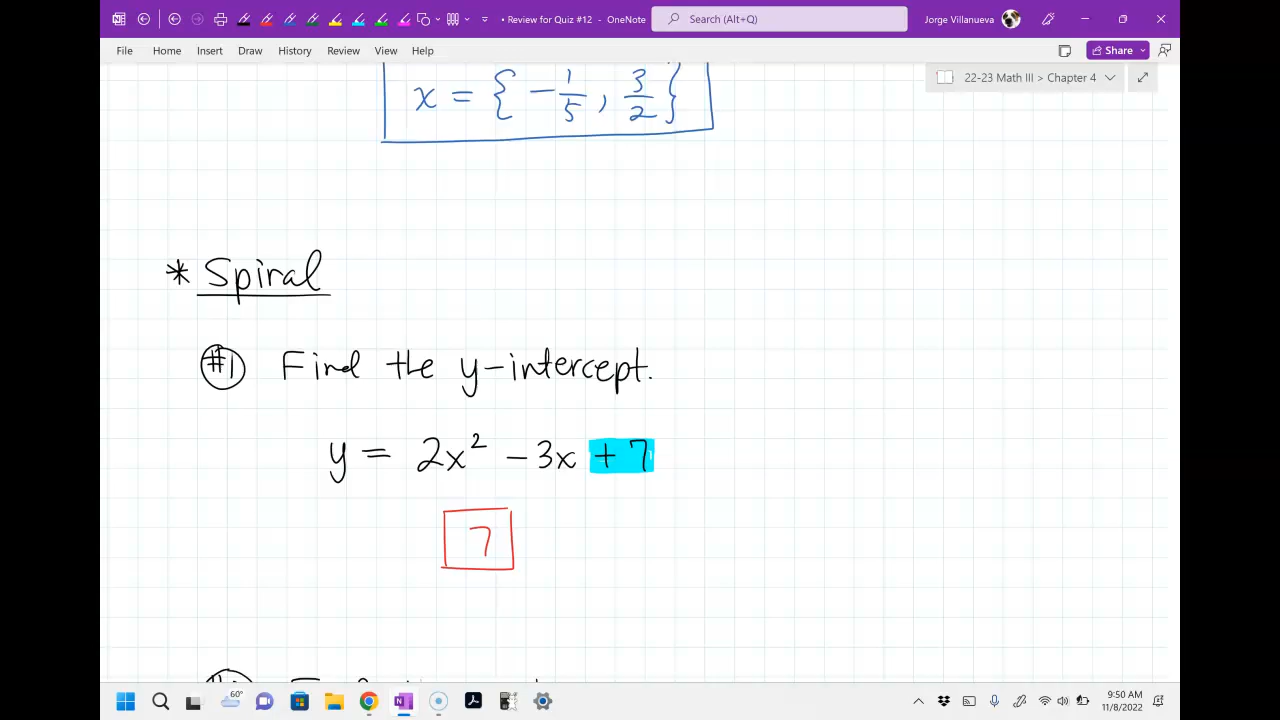 Review for Quiz #12 - OneNote
Search (Alt+Q)
Jorge Villanueva
File Home Insert Draw History Review View Help
Share
22-23 Math III > Chapter 4
x = { - 1/5 , 3/2 }
* Spiral
#1 Find the y-intercept.
y = 2x² - 3x + 7
7
60°
9:50 AM
11/8/2022